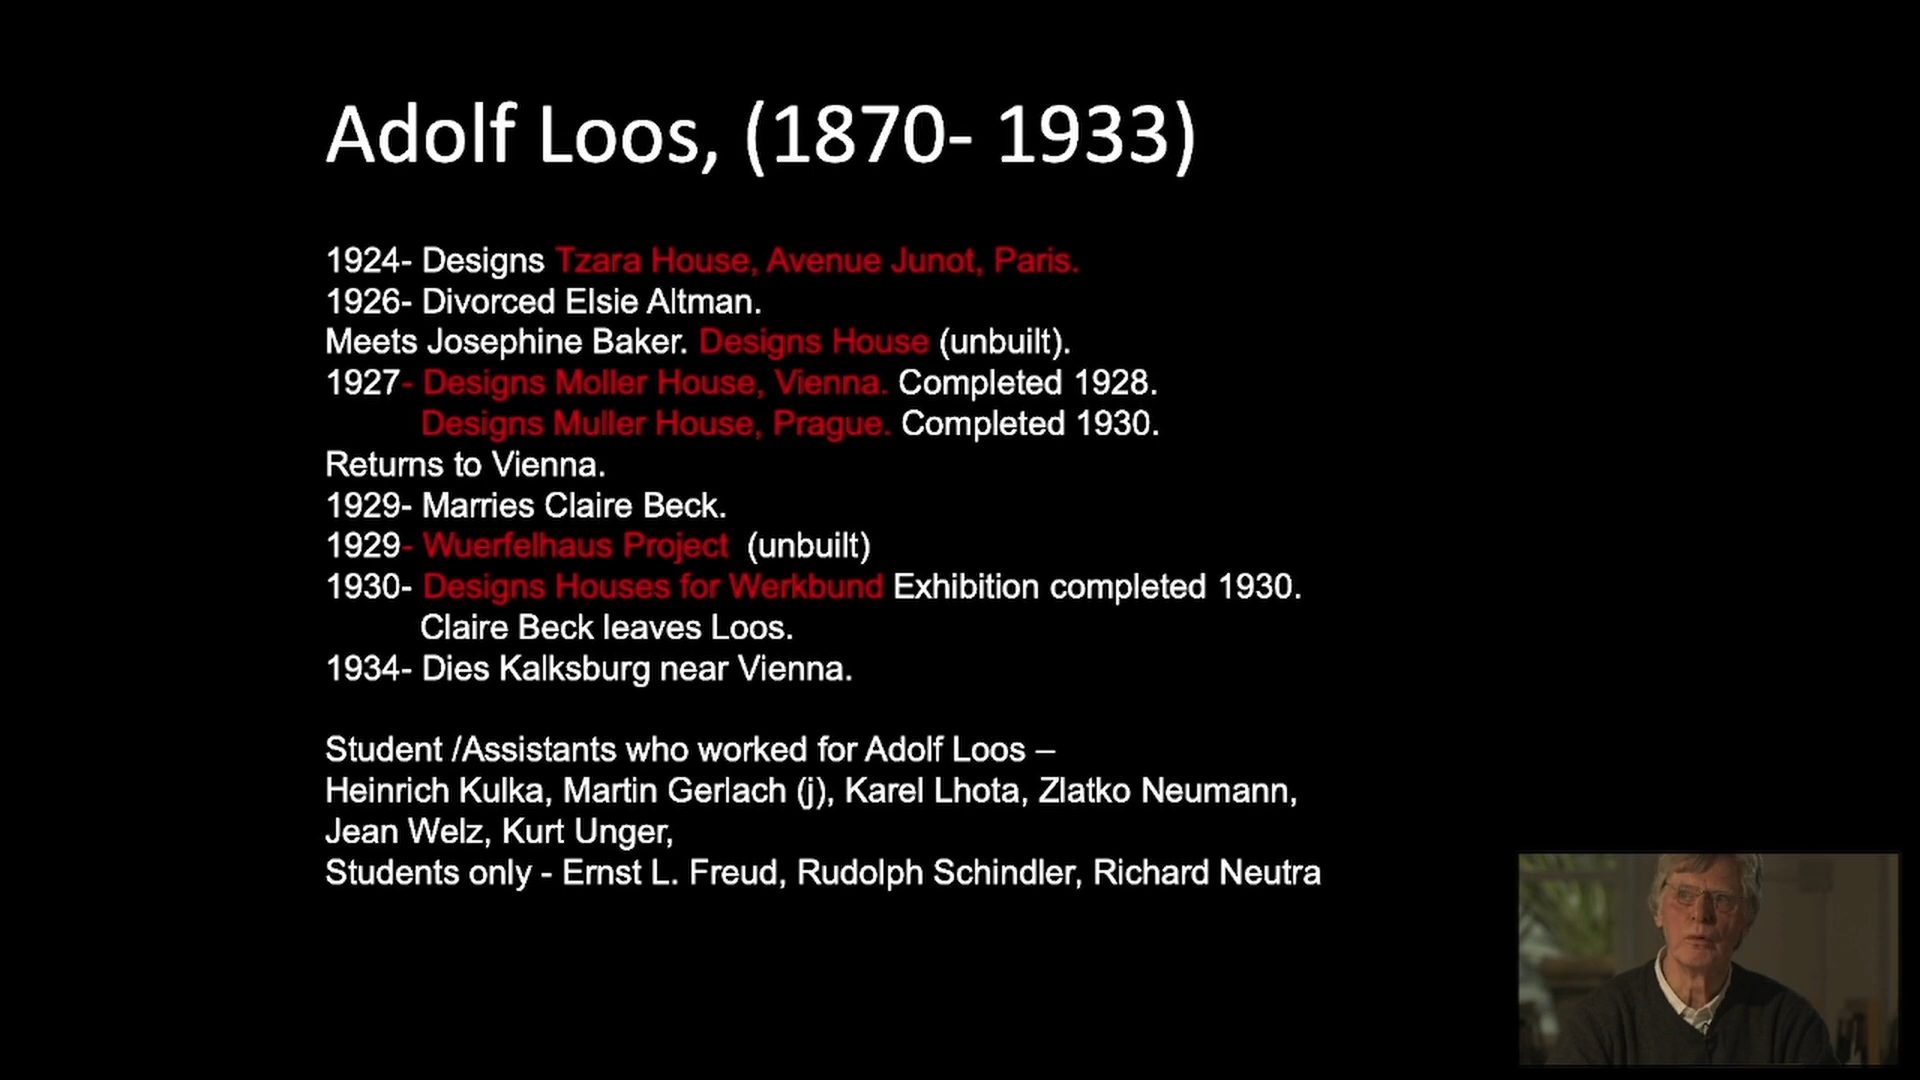 Adolf Loos, (1870- 1933)
1924- Designs Tzara House, Avenue Junot, Paris.
1926- Divorced Elsie Altman.
Meets Josephine Baker. Designs House (unbuilt).
1927- Designs Moller House, Vienna. Completed 1928.
Designs Muller House, Prague. Completed 1930.
Returns to Vienna.
1929- Marries Claire Beck.
1929- Wuerfelhaus Project (unbuilt)
1930- Designs Houses for Werkbund Exhibition completed 1930.
Claire Beck leaves Loos.
1934- Dies Kalksburg near Vienna.
Student /Assistants who worked for Adolf Loos –
Heinrich Kulka, Martin Gerlach (j), Karel Lhota, Zlatko Neumann,
Jean Welz, Kurt Unger,
Students only - Ernst L. Freud, Rudolph Schindler, Richard Neutra